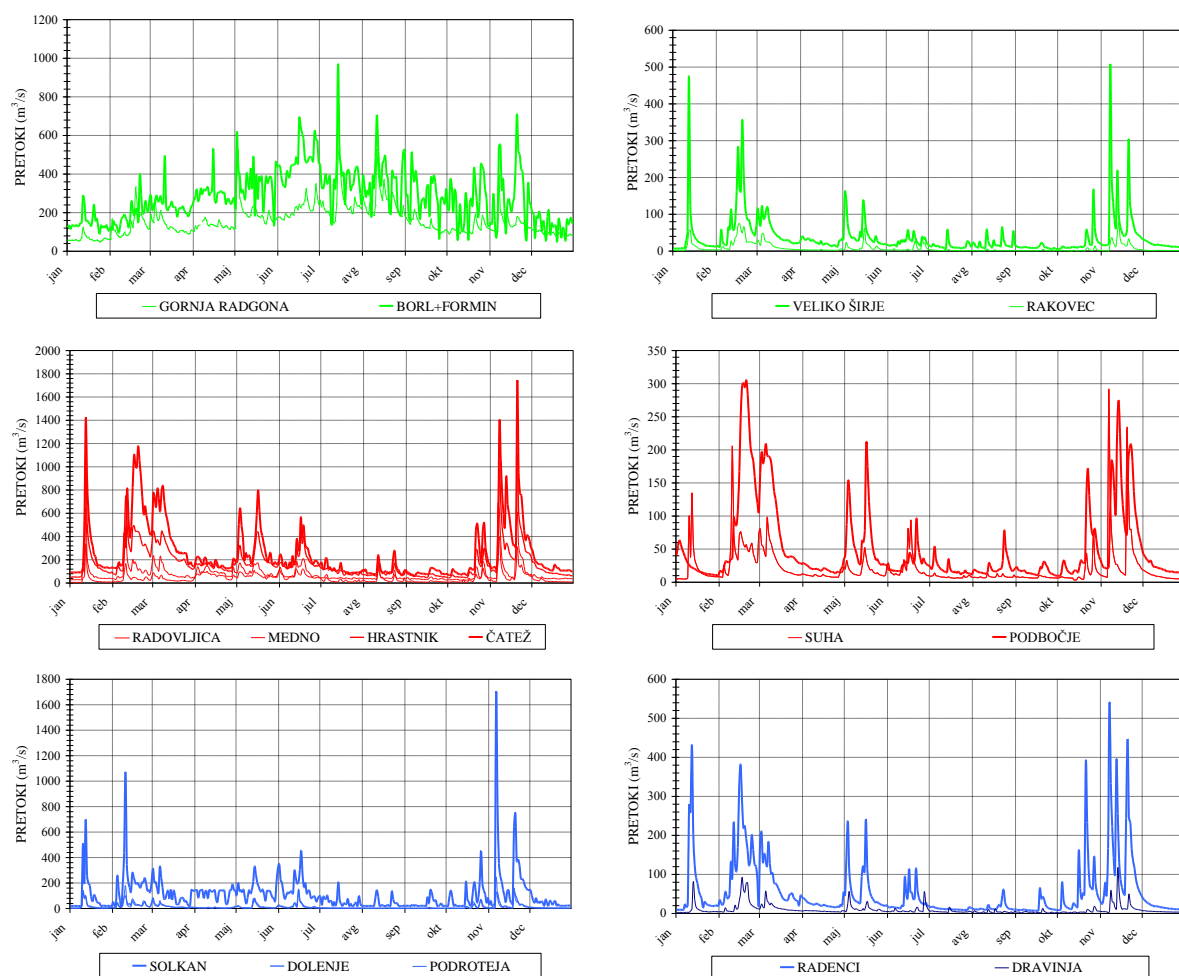 PRETOKI (m³/s)
1200
1000
800
600
400
200
0
jan feb mar apr maj jun jul avg sep okt nov dec
GORNJA RADGONA BORL+FORMIN
PRETOKI (m³/s)
600
500
400
300
200
100
0
jan feb mar apr maj jun jul avg sep okt nov dec
VELIKO ŠIRJE RAKOVEC
PRETOKI (m³/s)
2000
1800
1600
1400
1200
1000
800
600
400
200
0
jan feb mar apr maj jun jul avg sep okt nov dec
RADOVLJICA MEDNO HRASTNIK ČATEŽ
PRETOKI (m³/s)
350
300
250
200
150
100
50
0
jan feb mar apr maj jun jul avg sep okt nov dec
SUHA PODBOČJE
PRETOKI (m³/s)
1800
1600
1400
1200
1000
800
600
400
200
0
jan feb mar apr maj jun jul avg sep okt nov dec
SOLKAN DOLENJE PODROTEJA
PRETOKI (m³/s)
600
500
400
300
200
100
0
jan feb mar apr maj jun jul avg sep okt nov dec
RADENCI DRAVINJA